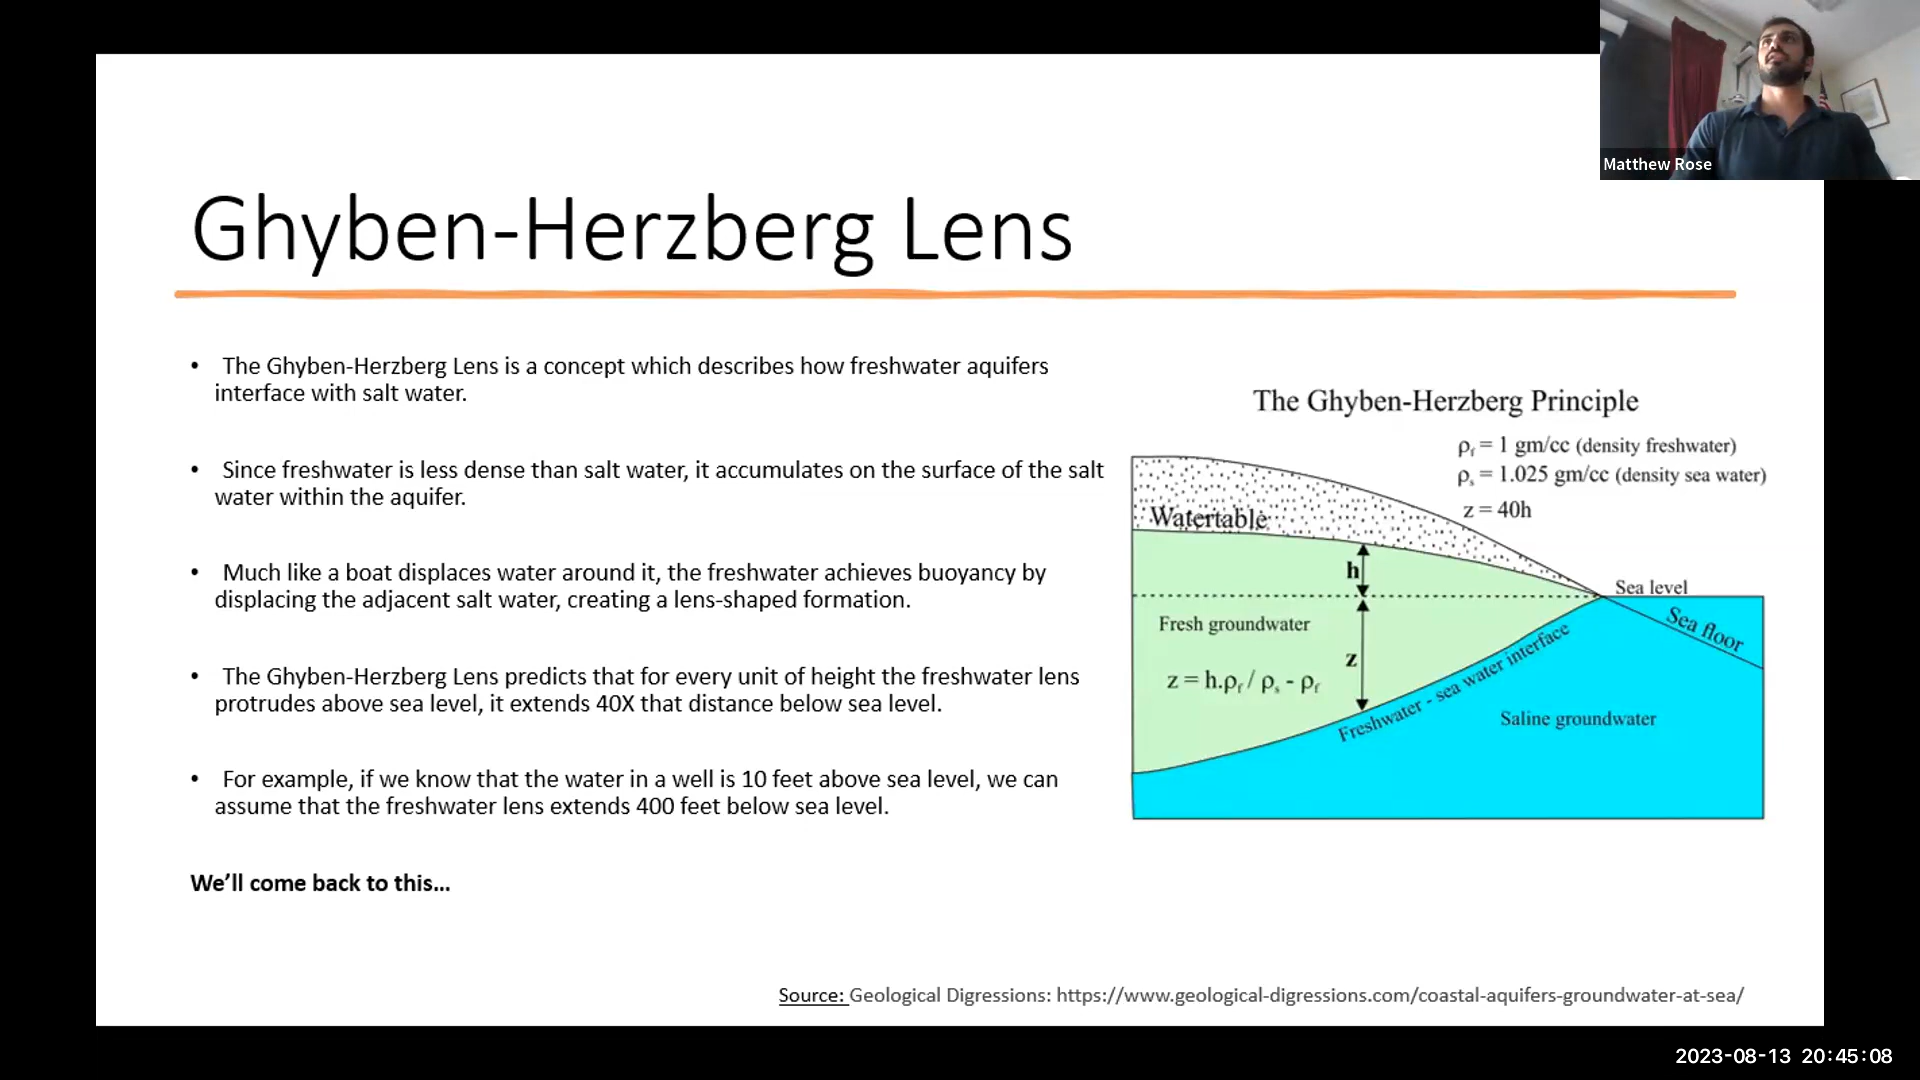 Matthew Rose
Ghyben-Herzberg Lens
• The Ghyben-Herzberg Lens is a concept which describes how freshwater aquifers
interface with salt water.
• Since freshwater is less dense than salt water, it accumulates on the surface of the salt
water within the aquifer.
• Much like a boat displaces water around it, the freshwater achieves buoyancy by
displacing the adjacent salt water, creating a lens-shaped formation.
• The Ghyben-Herzberg Lens predicts that for every unit of height the freshwater lens
protrudes above sea level, it extends 40X that distance below sea level.
• For example, if we know that the water in a well is 10 feet above sea level, we can
assume that the freshwater lens extends 400 feet below sea level.
We’ll come back to this...
The Ghyben-Herzberg Principle
ρf = 1 gm/cc (density freshwater)
ρs = 1.025 gm/cc (density sea water)
z = 40h
Watertable
h
Sea level
Sea floor
Fresh groundwater
z
z = h.ρf / ρs - ρf
Freshwater - sea water interface
Saline groundwater
Source: Geological Digressions: https://www.geological-digressions.com/coastal-aquifers-groundwater-at-sea/
2023-08-13 20:45:08